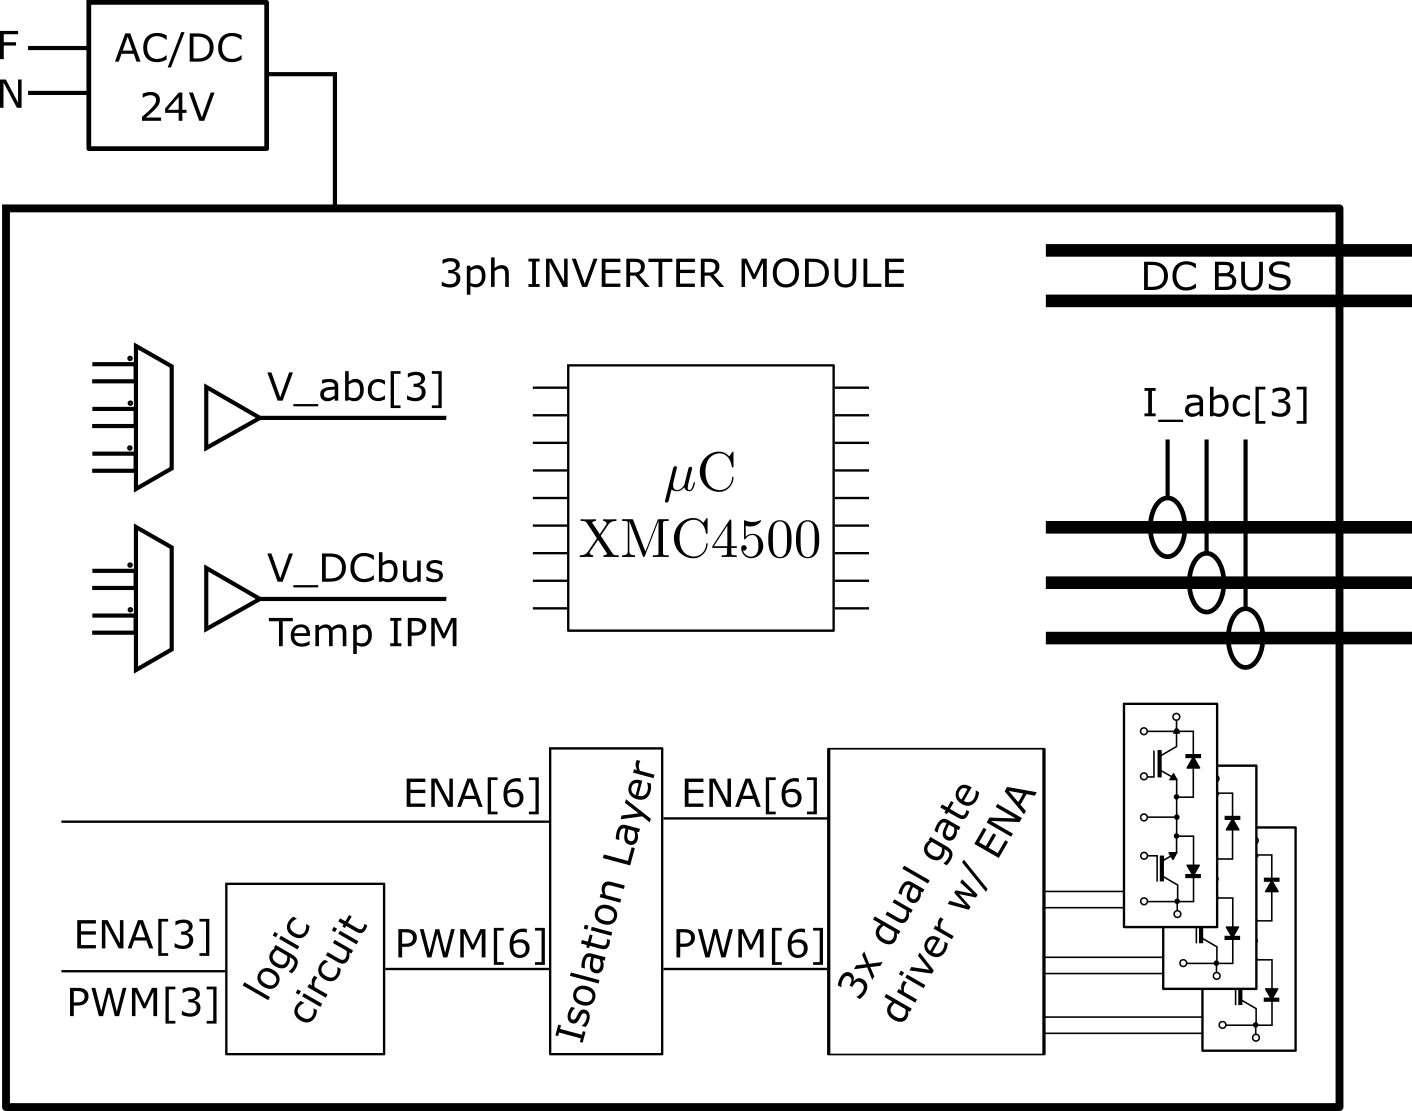 F
N
AC/DC
24V
3ph INVERTER MODULE
DC BUS
V_abc[3]
V_DCbus
Temp IPM
μC
XMC4500
I_abc[3]
ENA[6]
ENA[3]
PWM[3]
logic
circuit
PWM[6]
Isolation Layer
ENA[6]
PWM[6]
3x dual gate
driver w/ ENA